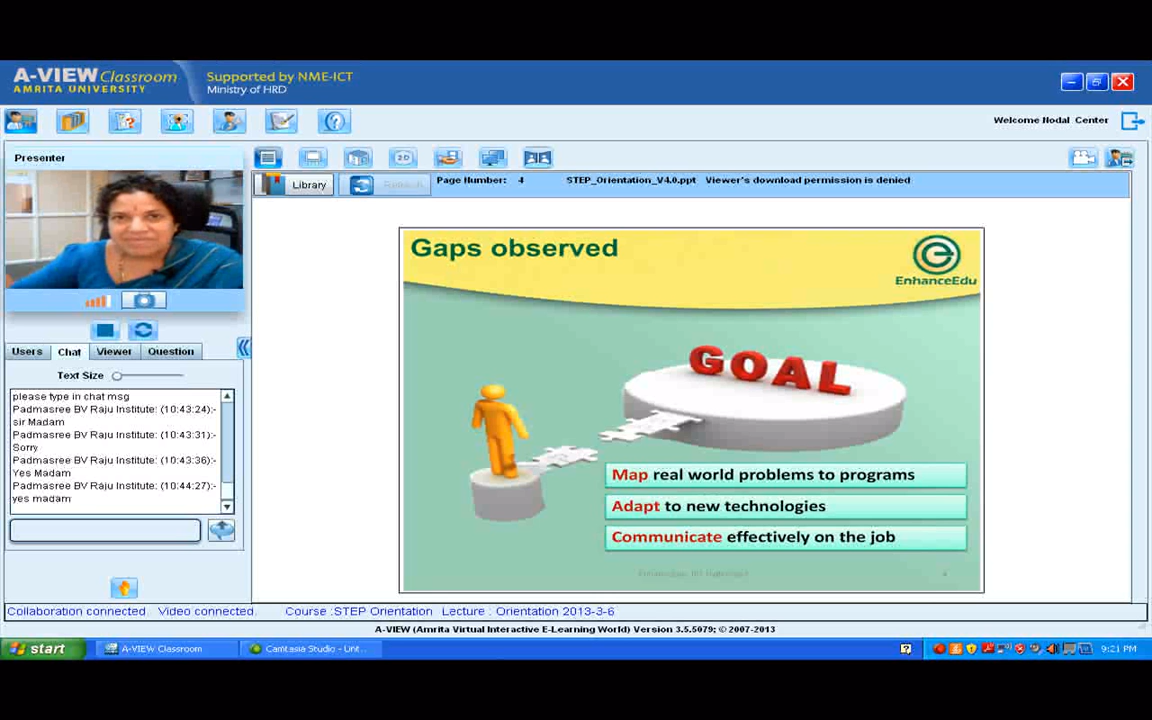 A-VIEW Classroom
AMRITA UNIVERSITY
Supported by NME-ICT
Ministry of HRD
Welcome Nodal Center
Presenter
2D
Library
Page Number: 4 STEP_Orientation_V4.0.ppt Viewer's download permission is denied
Gaps observed
EnhanceEdu
GOAL
Map real world problems to programs
Adapt to new technologies
Communicate effectively on the job
4
Users Chat Viewer Question
Text Size
please type in chat msg
Padmasree BV Raju Institute: (10:43:24):-
sir Madam
Padmasree BV Raju Institute: (10:43:31):-
Sorry
Padmasree BV Raju Institute: (10:43:36):-
Yes Madam
Padmasree BV Raju Institute: (10:44:27):-
yes madam
Collaboration connected. Video connected. Course :STEP Orientation Lecture : Orientation 2013-3-6
A-VIEW (Amrita Virtual Interactive E-Learning World) Version 3.5.5079; © 2007-2013
start A-VIEW Classroom Camtasia Studio - Unt... 9:21 PM